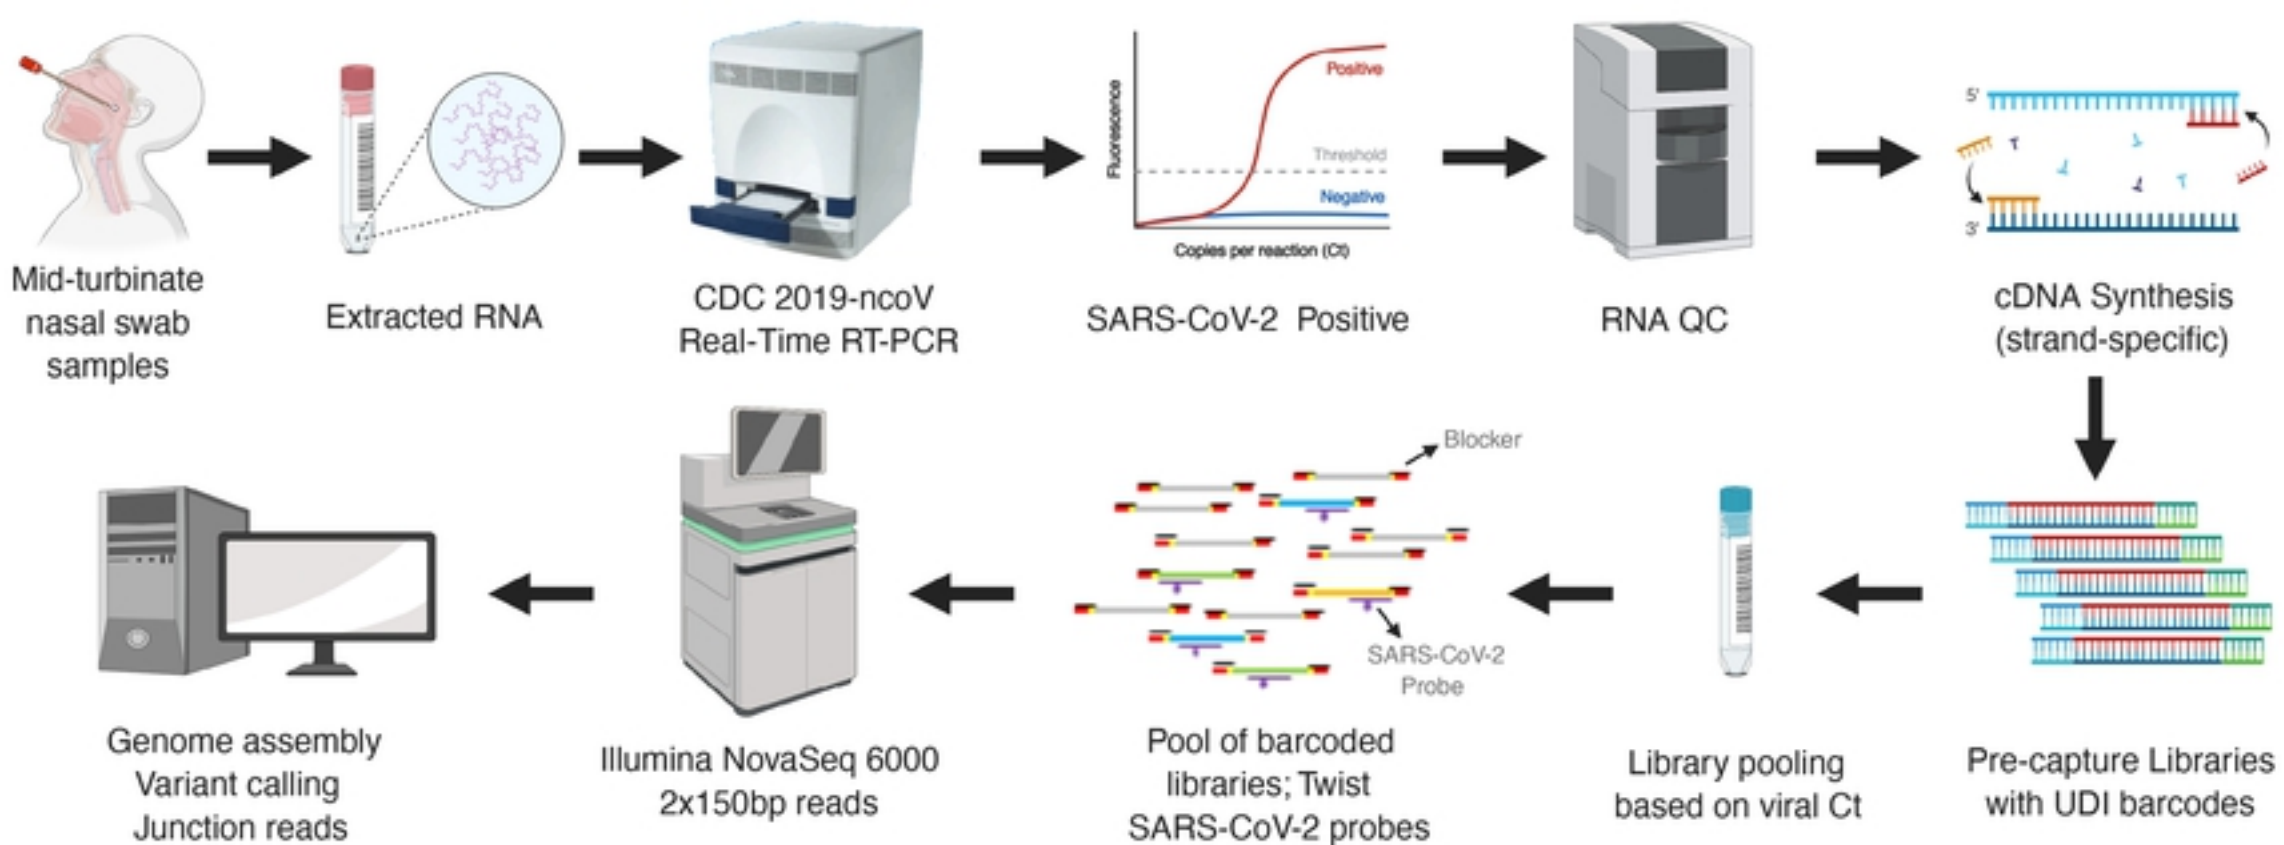 Mid-turbinate
nasal swab
samples
Extracted RNA
CDC 2019-ncoV
Real-Time RT-PCR
Fluorescence
Positive
Threshold
Negative
Copies per reaction (Ct)
SARS-CoV-2 Positive
RNA QC
5'
3'
cDNA Synthesis
(strand-specific)
Pre-capture Libraries
with UDI barcodes
Library pooling
based on viral Ct
Blocker
SARS-CoV-2
Probe
Pool of barcoded
libraries; Twist
SARS-CoV-2 probes
Illumina NovaSeq 6000
2x150bp reads
Genome assembly
Variant calling
Junction reads